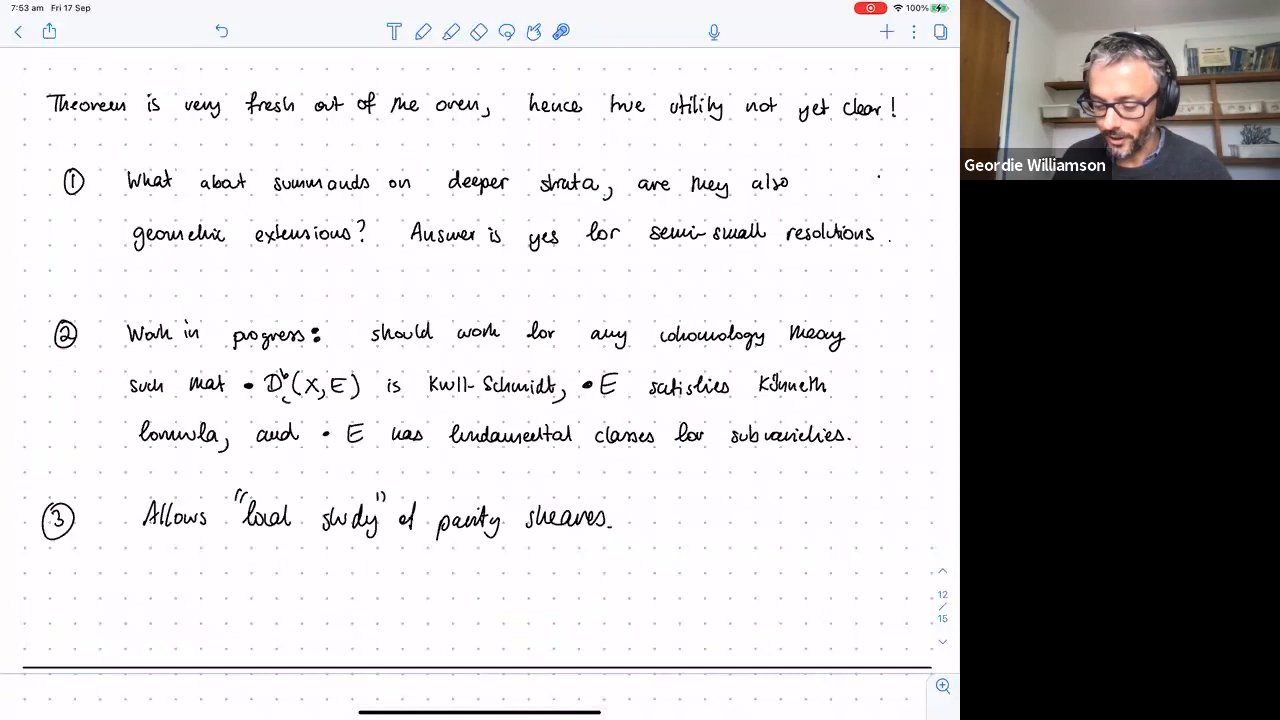 7:53 am Fri 17 Sep
100%
Theorem is very fresh out of the oven, hence true utility not yet clear!
① What about summands on deeper strata, are they also
geometric extensions? Answer is yes for semi-small resolutions.
② Work in progress: should work for any cohomology theory
such that • Dᵇ꜀(X, E) is Krull-Schmidt, • E satisfies Künneth
formula, and • E has fundamental classes for subvarieties.
③ Allows "local study" of parity sheaves.
12
/
15
Geordie Williamson